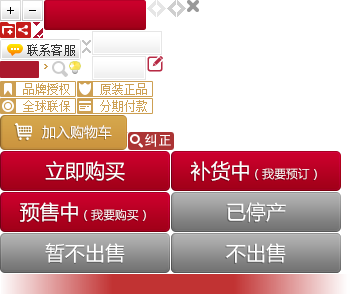 + −
联系客服
品牌授权 原装正品
全球联保 分期付款
加入购物车 纠正
立即购买 补货中(我要预订)
预售中(我要购买) 已停产
暂不出售 不出售